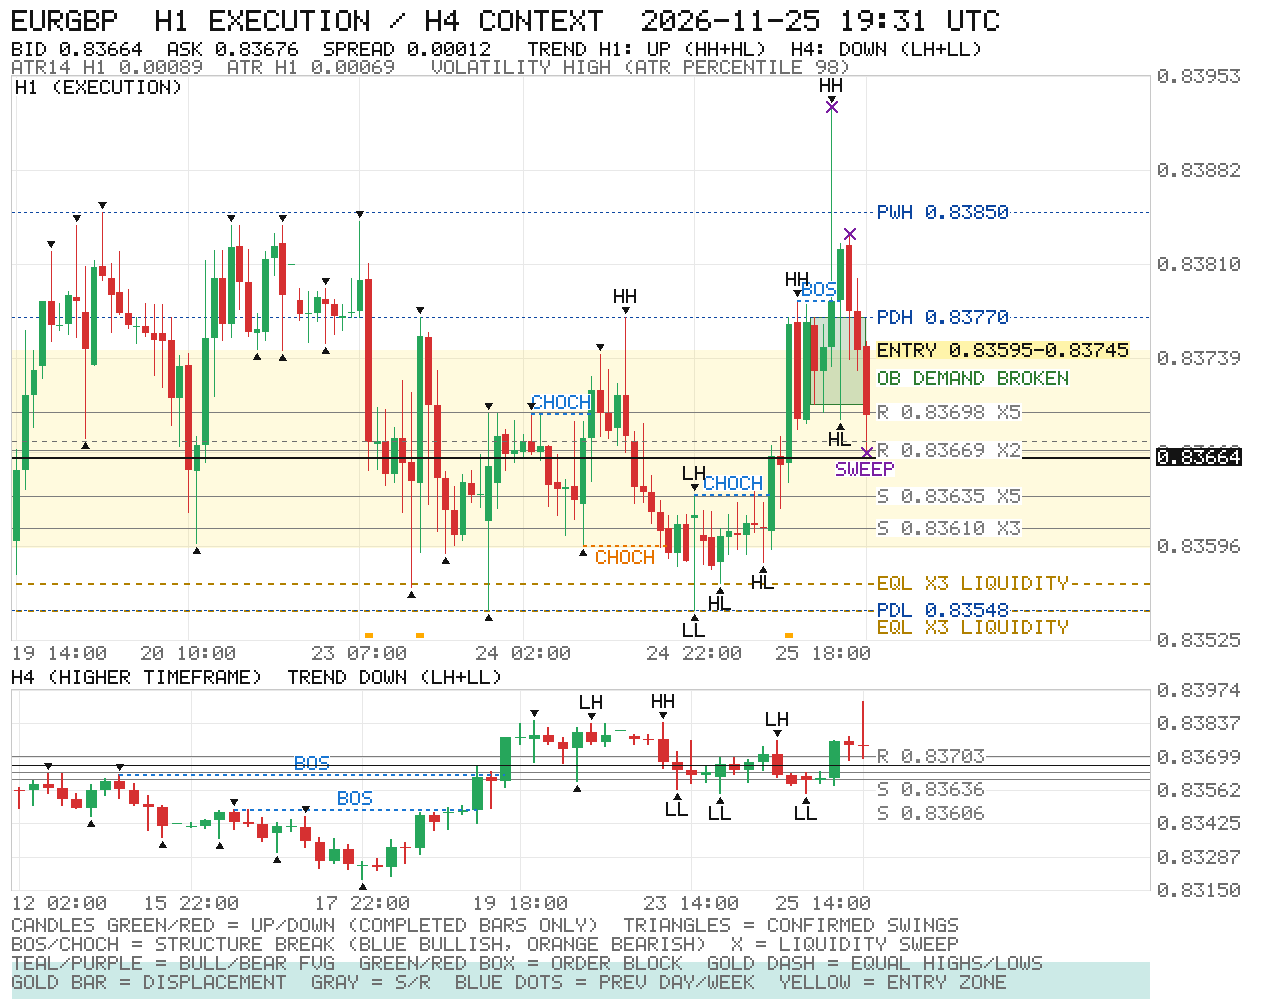 EURGBP H1 EXECUTION / H4 CONTEXT 2026-11-25 19:31 UTC
BID 0.83664 ASK 0.83676 SPREAD 0.00012 TREND H1: UP (HH+HL) H4: DOWN (LH+LL)
ATR14 H1 0.00089 ATR H1 0.00069 VOLATILITY HIGH (ATR PERCENTILE 98)
H1 (EXECUTION)
HH
0.83953
0.83882
PWH 0.83850
0.83810
HH
BOS
HH
PDH 0.83770
ENTRY 0.83595-0.83745
0.83739
OB DEMAND BROKEN
CHOCH
R 0.83698 X5
HL
R 0.83669 X2
0.83664
SWEEP
LH
CHOCH
S 0.83635 X5
S 0.83610 X3
0.83596
CHOCH
HL
EQL X3 LIQUIDITY
HL
PDL 0.83548
LL
EQL X3 LIQUIDITY
0.83525
19 14:00 20 10:00 23 07:00 24 02:00 24 22:00 25 18:00
H4 (HIGHER TIMEFRAME) TREND DOWN (LH+LL)
0.83974
LH
HH
LH
0.83837
BOS
R 0.83703
0.83699
BOS
S 0.83636
0.83562
LL
LL
LL
S 0.83606
0.83425
0.83287
0.83150
12 02:00 15 22:00 17 22:00 19 18:00 23 14:00 25 14:00
CANDLES GREEN/RED = UP/DOWN (COMPLETED BARS ONLY) TRIANGLES = CONFIRMED SWINGS
BOS/CHOCH = STRUCTURE BREAK (BLUE BULLISH, ORANGE BEARISH) X = LIQUIDITY SWEEP
TEAL/PURPLE = BULL/BEAR FVG GREEN/RED BOX = ORDER BLOCK GOLD DASH = EQUAL HIGHS/LOWS
GOLD BAR = DISPLACEMENT GRAY = S/R BLUE DOTS = PREV DAY/WEEK YELLOW = ENTRY ZONE